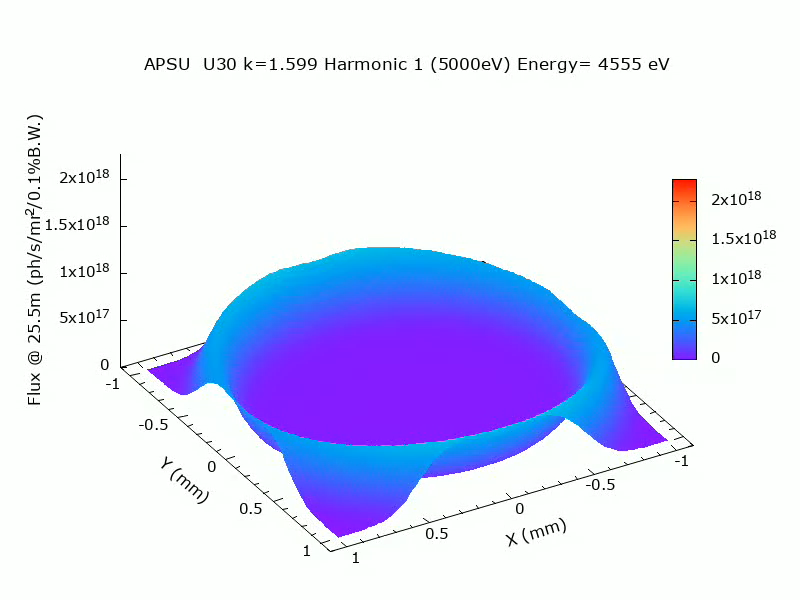 APSU  U30 k=1.599 Harmonic 1 (5000eV) Energy= 4555 eV
Flux @ 25.5m (ph/s/mr²/0.1%B.W.)
2x10¹⁸
1.5x10¹⁸
1x10¹⁸
5x10¹⁷
0
2x10¹⁸
1.5x10¹⁸
1x10¹⁸
5x10¹⁷
0
-1
-0.5
0
0.5
1
Y (mm)
1
0.5
0
-0.5
-1
X (mm)